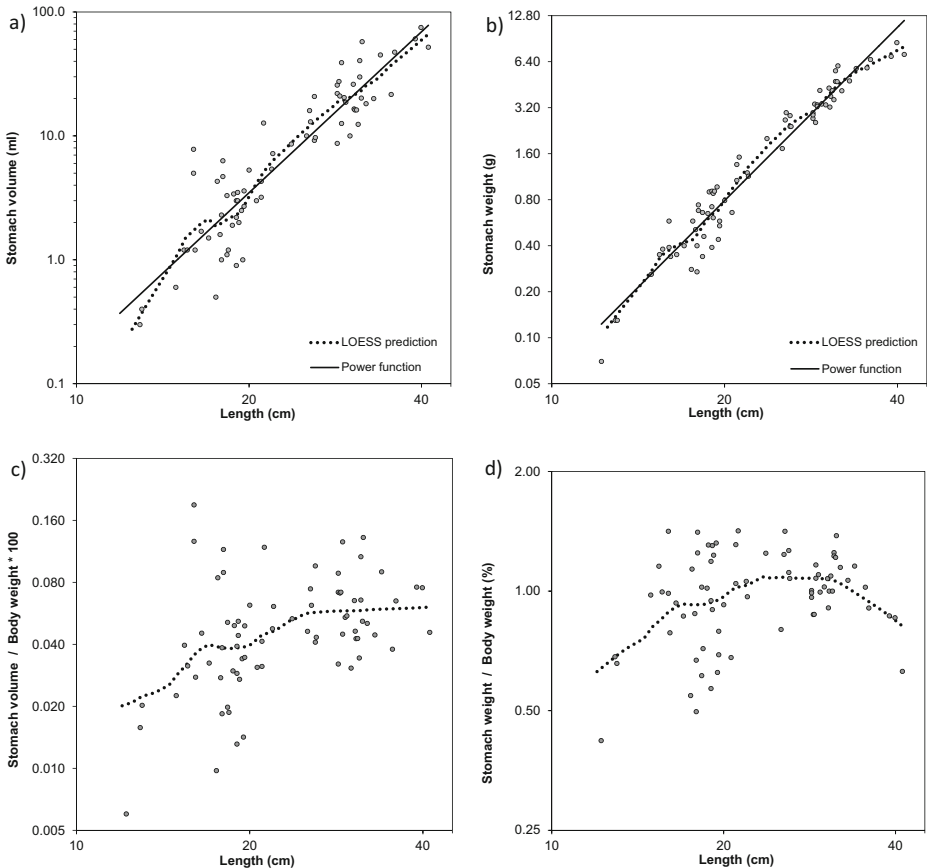 a)
Stomach volume (ml)
100.0
10.0
1.0
0.1
LOESS prediction
Power function
10
20
40
Length (cm)
b)
Stomach weight (g)
12.80
6.40
3.20
1.60
0.80
0.40
0.20
0.10
0.05
LOESS prediction
Power function
10
20
40
Length (cm)
c)
Stomach volume / Body weight * 100
0.320
0.160
0.080
0.040
0.020
0.010
0.005
10
20
40
Length (cm)
d)
Stomach weight / Body weight (%)
2.00
1.00
0.50
0.25
10
20
40
Length (cm)